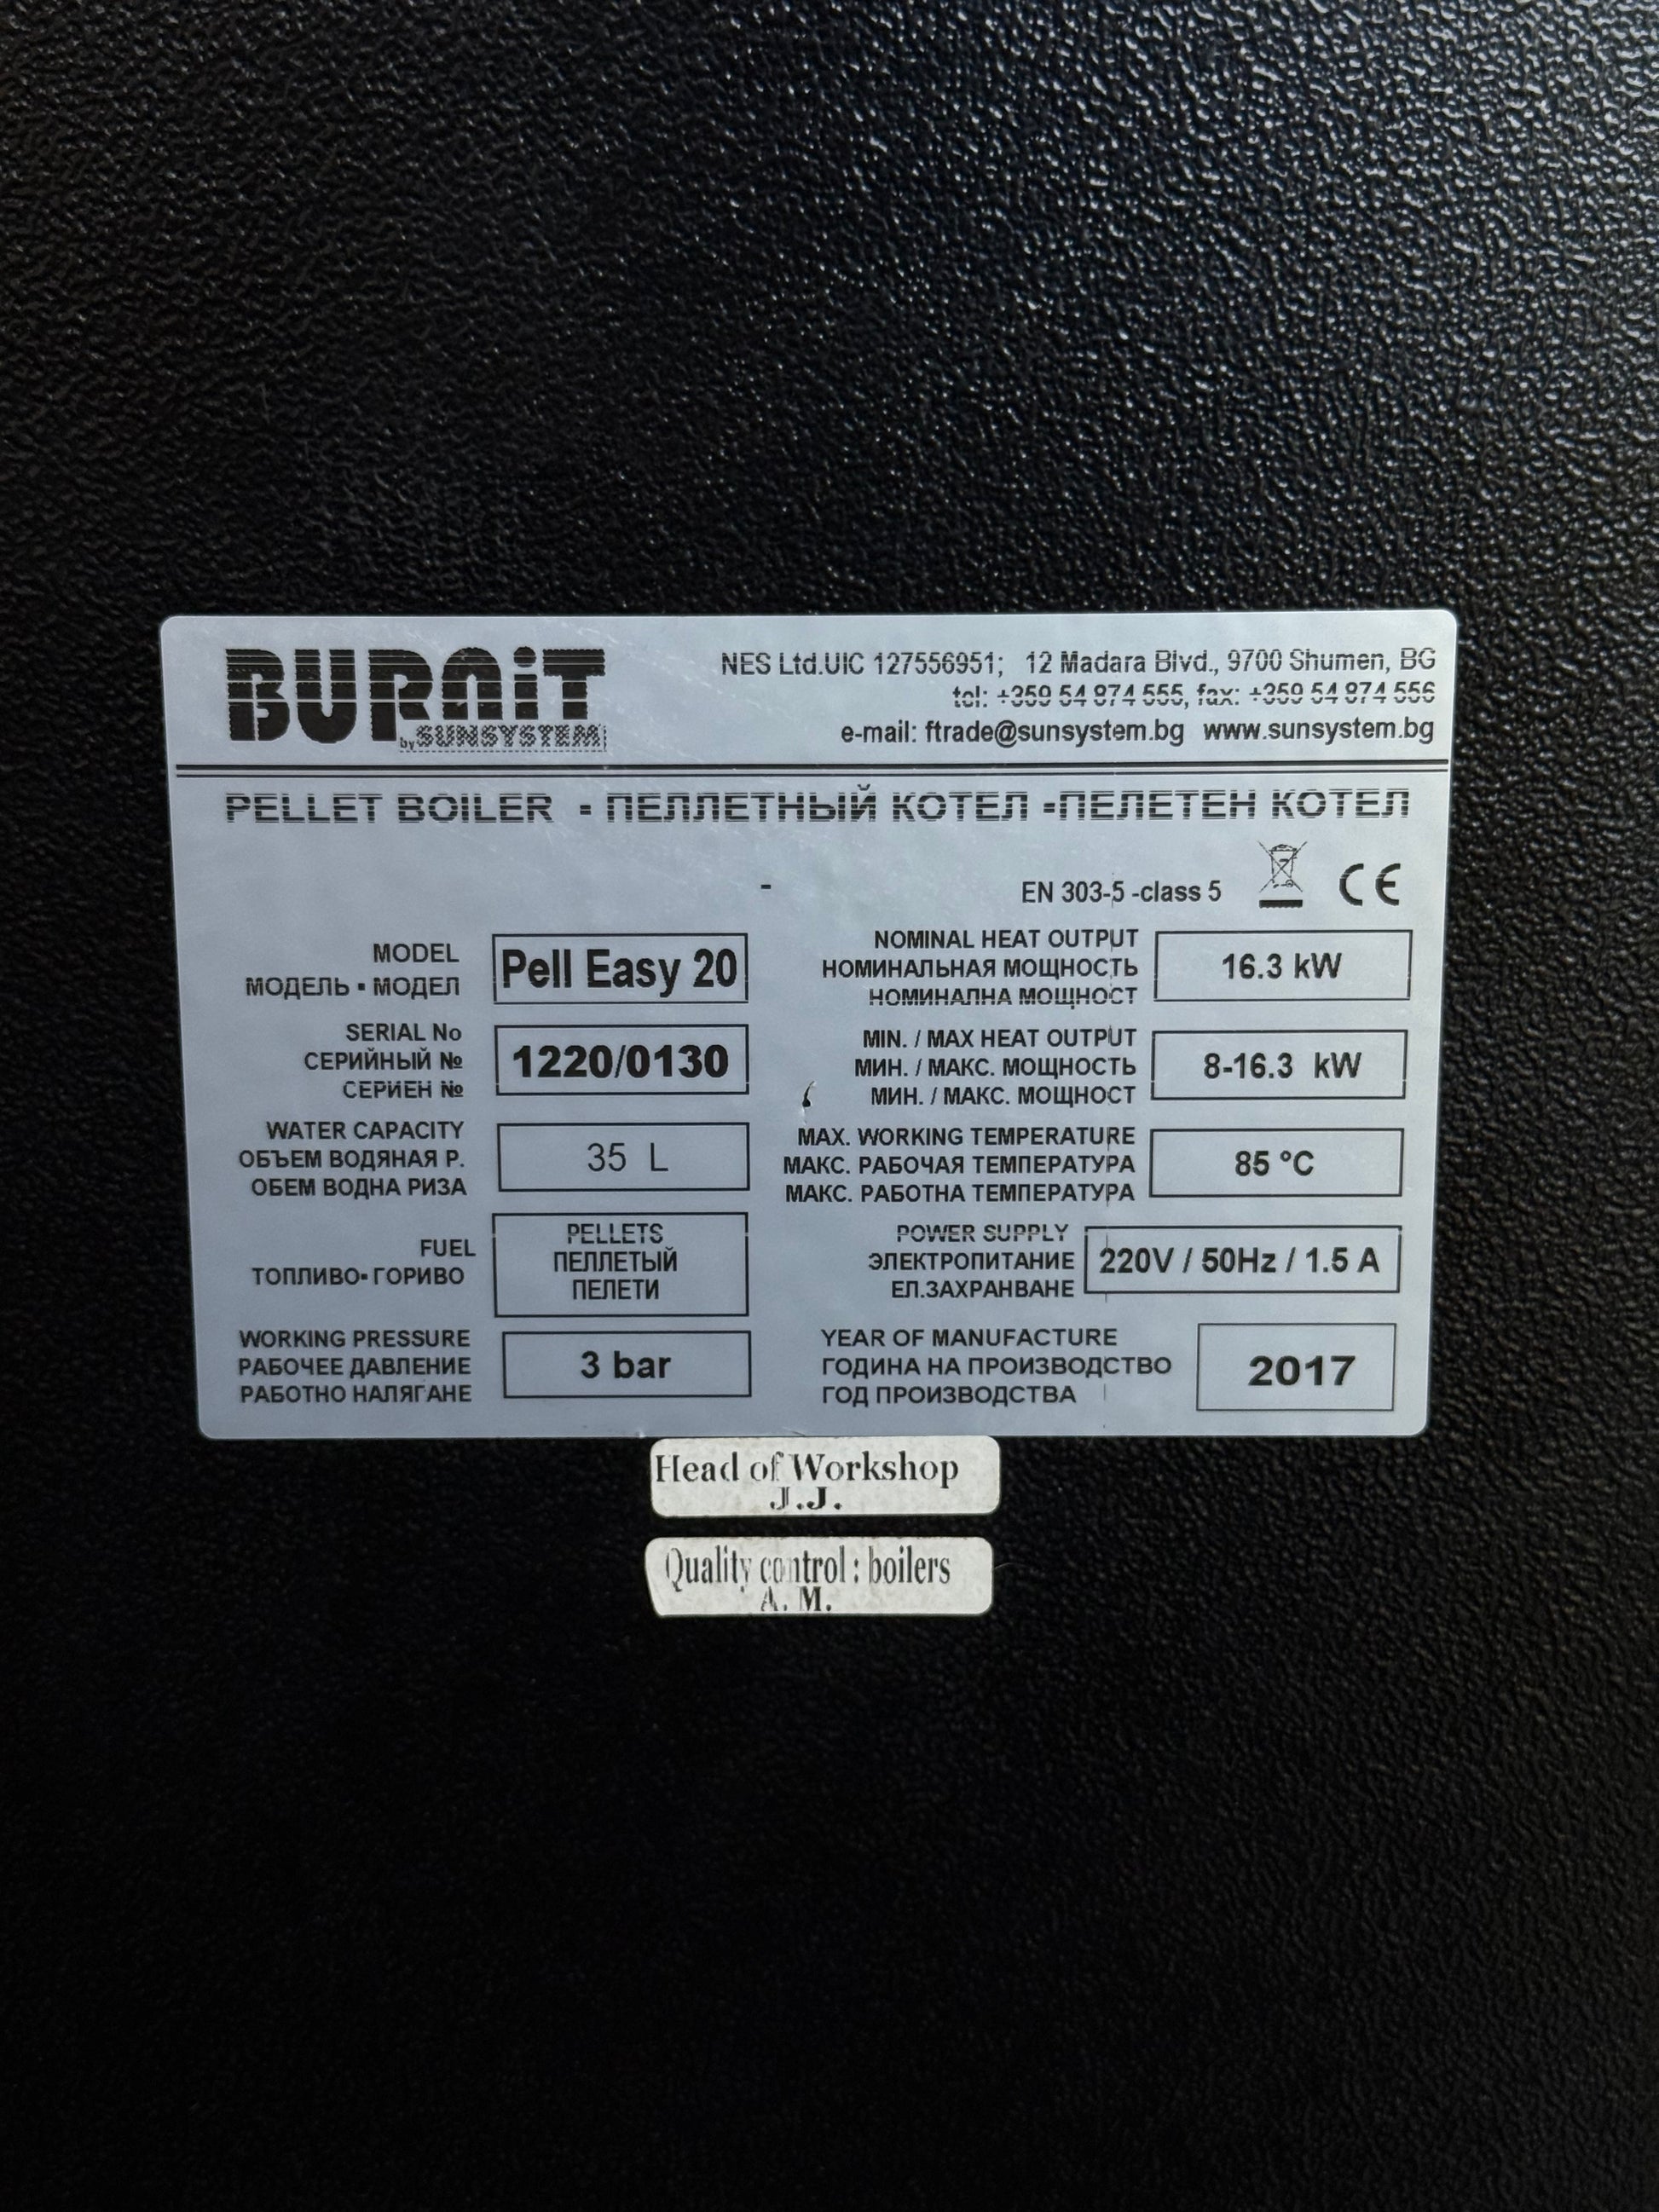 BURNiT
by SUNSYSTEM
NES Ltd.UIC 127556951; 12 Madara Blvd., 9700 Shumen, BG
tel: +359 54 874 555, fax: +359 54 874 556
e-mail: ftrade@sunsystem.bg www.sunsystem.bg
PELLET BOILER ▪ ПЕЛЛЕТНЫЙ КОТЕЛ ▪ПЕЛЕТЕН КОТЕЛ
-
EN 303-5 -class 5
CE
MODEL
МОДЕЛЬ ▪ МОДЕЛ
Pell Easy 20
NOMINAL HEAT OUTPUT
НОМИНАЛЬНАЯ МОЩНОСТЬ
НОМИНАЛНА МОЩНОСТ
16.3 kW
SERIAL No
СЕРИЙНЫЙ №
СЕРИЕН №
1220/0130
MIN. / MAX HEAT OUTPUT
МИН. / МАКС. МОЩНОСТЬ
МИН. / МАКС. МОЩНОСТ
8-16.3 kW
WATER CAPACITY
ОБЪЕМ ВОДЯНАЯ Р.
ОБЕМ ВОДНА РИЗА
35 L
MAX. WORKING TEMPERATURE
МАКС. РАБОЧАЯ ТЕМПЕРАТУРА
МАКС. РАБОТНА ТЕМПЕРАТУРА
85 °C
FUEL
ТОПЛИВО▪ ГОРИВО
PELLETS
ПЕЛЛЕТЫЙ
ПЕЛЕТИ
POWER SUPPLY
ЭЛЕКТРОПИТАНИЕ
ЕЛ.ЗАХРАНВАНЕ
220V / 50Hz / 1.5 A
WORKING PRESSURE
РАБОЧЕЕ ДАВЛЕНИЕ
РАБОТНО НАЛЯГАНЕ
3 bar
YEAR OF MANUFACTURE
ГОДИНА НА ПРОИЗВОДСТВО
ГОД ПРОИЗВОДСТВА
2017
Head of Workshop
J.J.
Quality control : boilers
A. M.